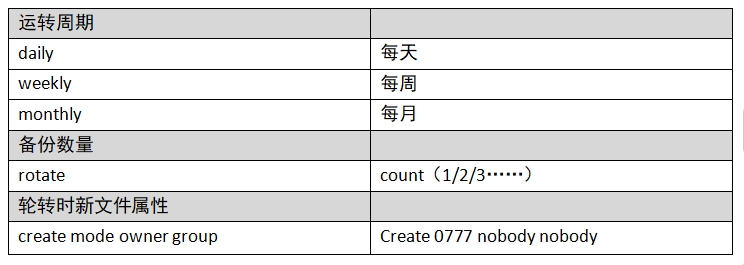 运转周期
daily 每天
weekly 每周
monthly 每月
备份数量
rotate count（1/2/3……）
轮转时新文件属性
create mode owner group Create 0777 nobody nobody